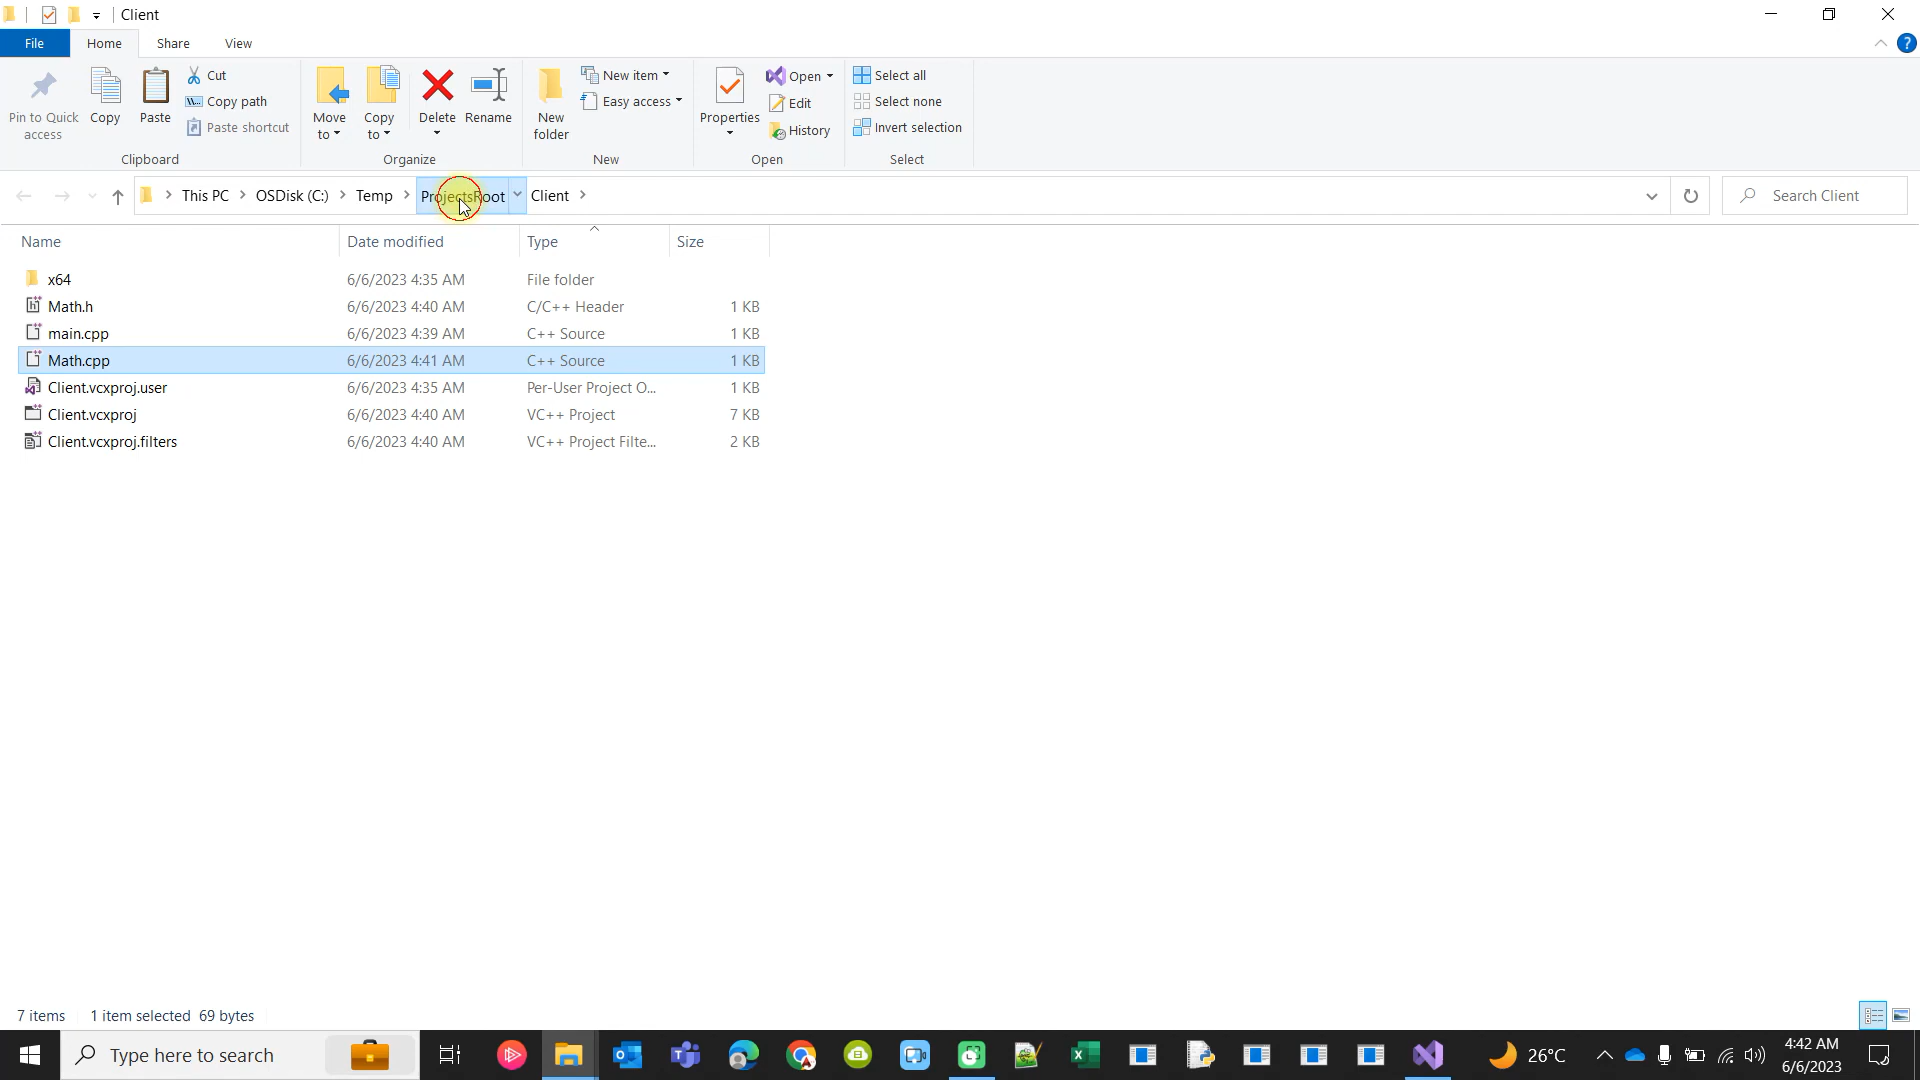 Client
File Home Share View
Pin to Quick access
Copy
Paste
Cut
Copy path
Paste shortcut
Clipboard
Move to
Copy to
Delete
Rename
Organize
New folder
New item
Easy access
New
Properties
Open
Edit
History
Open
Select all
Select none
Invert selection
Select
This PC OSDisk (C:) Temp ProjectsRoot Client
Search Client
Name Date modified Type Size
x64 6/6/2023 4:35 AM File folder
Math.h 6/6/2023 4:40 AM C/C++ Header 1 KB
main.cpp 6/6/2023 4:39 AM C++ Source 1 KB
Math.cpp 6/6/2023 4:41 AM C++ Source 1 KB
Client.vcxproj.user 6/6/2023 4:35 AM Per-User Project O... 1 KB
Client.vcxproj 6/6/2023 4:40 AM VC++ Project 7 KB
Client.vcxproj.filters 6/6/2023 4:40 AM VC++ Project Filte... 2 KB
7 items 1 item selected 69 bytes
Type here to search
26°C
4:42 AM
6/6/2023